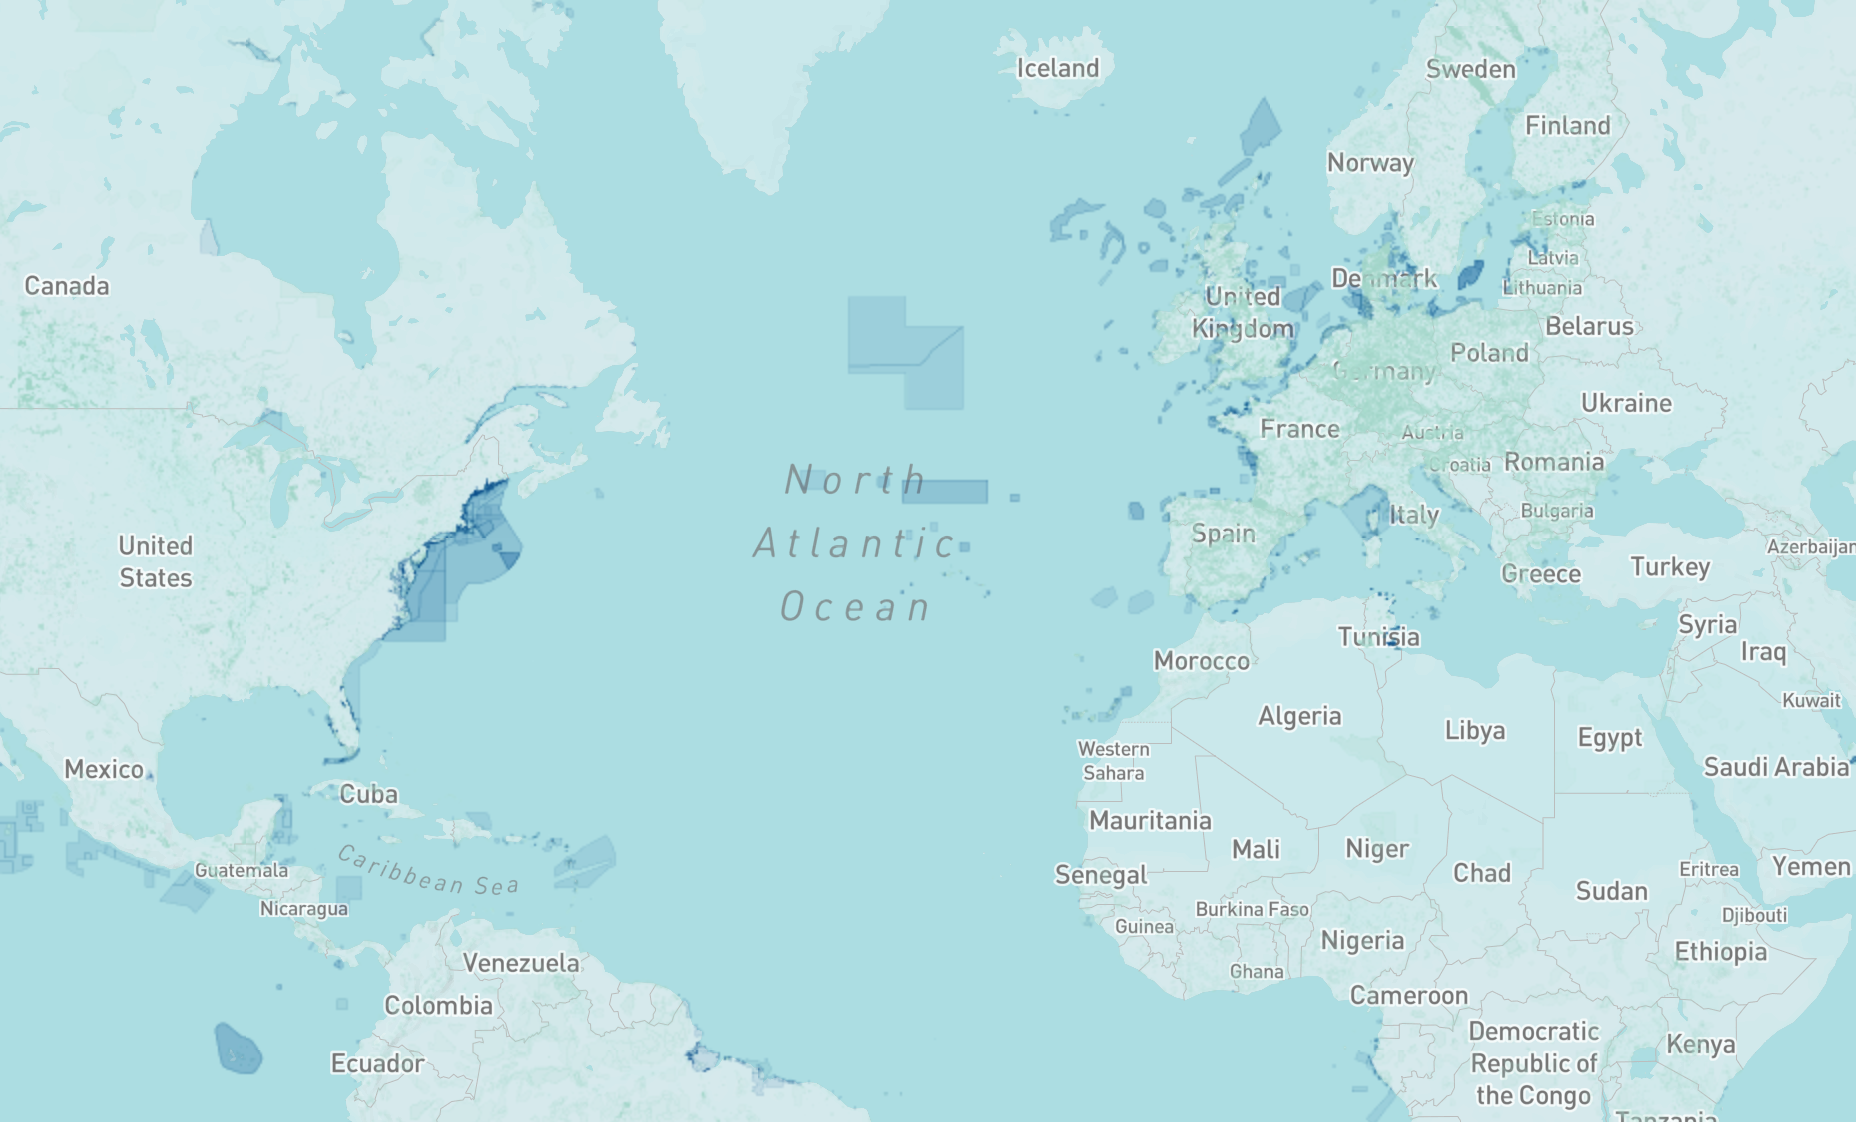 Iceland
Sweden
Finland
Norway
Estonia
Latvia
Lithuania
Denmark
Canada
United
Kingdom
Belarus
Poland
Germany
Ukraine
France
Austria
Croatia
Romania
North
Atlantic
Ocean
Spain
Italy
Bulgaria
United
States
Greece
Turkey
Azerbaijan
Syria
Iraq
Tunisia
Morocco
Kuwait
Algeria
Libya
Egypt
Western
Sahara
Saudi Arabia
Mexico
Cuba
Mauritania
Mali
Niger
Caribbean Sea
Guatemala
Senegal
Chad
Eritrea
Yemen
Sudan
Nicaragua
Burkina Faso
Djibouti
Guinea
Nigeria
Ethiopia
Venezuela
Ghana
Colombia
Cameroon
Democratic
Republic of
the Congo
Kenya
Ecuador
Tanzania